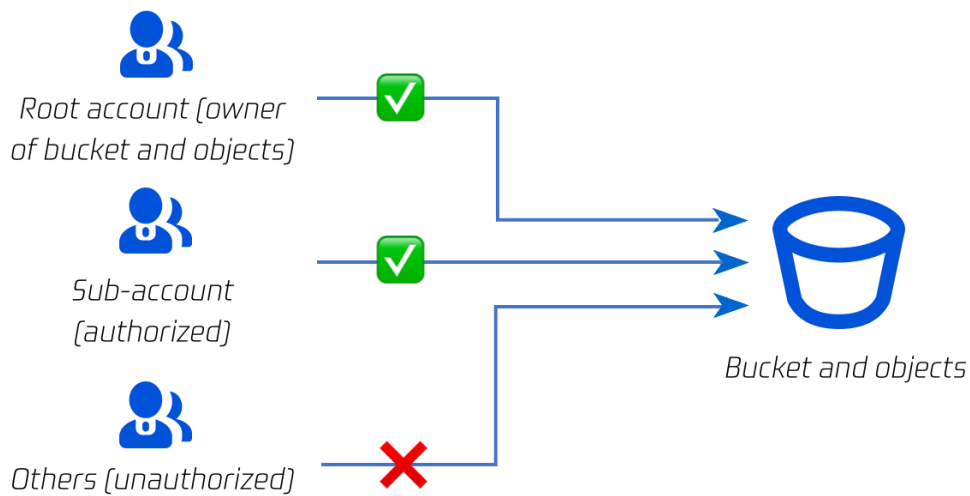 Root account (owner
of bucket and objects)
Sub-account
(authorized)
Bucket and objects
Others (unauthorized)